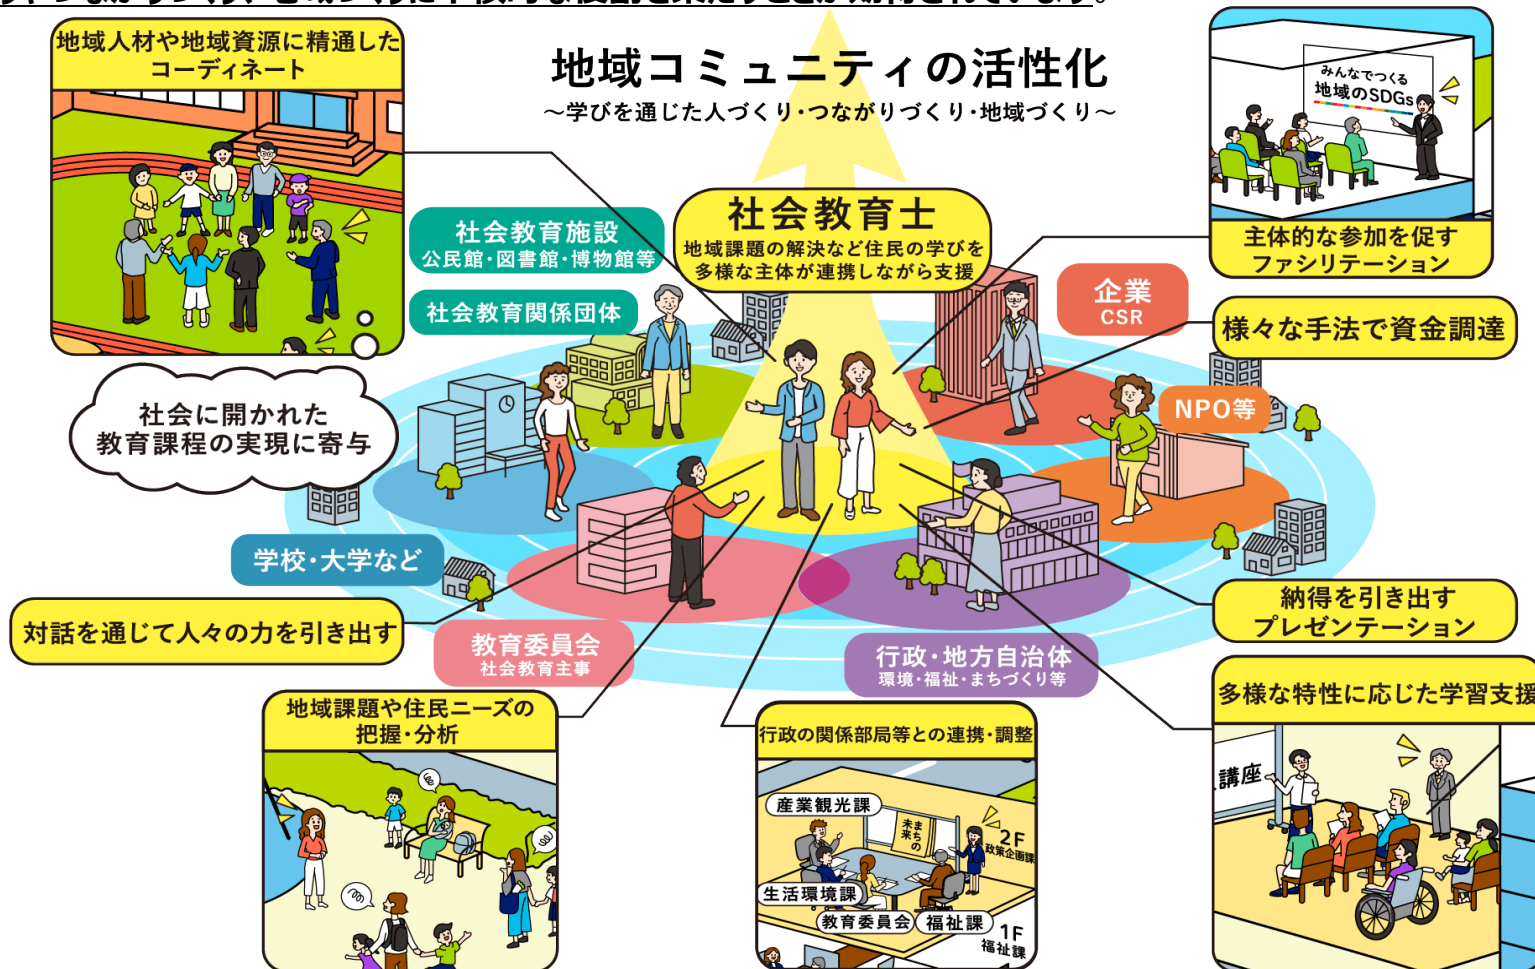 地域人材や地域資源に精通した
コーディネート
地域コミュニティの活性化
～学びを通じた人づくり・つながりづくり・地域づくり～
みんなでつくる
地域のSDGs
主体的な参加を促す
ファシリテーション
社会教育士
地域課題の解決など住民の学びを
多様な主体が連携しながら支援
社会教育施設
公民館・図書館・博物館等
社会教育関係団体
企業
CSR
様々な手法で資金調達
NPO等
社会に開かれた
教育課程の実現に寄与
学校・大学など
対話を通じて人々の力を引き出す
教育委員会
社会教育主事
行政・地方自治体
環境・福祉・まちづくり等
納得を引き出す
プレゼンテーション
地域課題や住民ニーズの
把握・分析
行政の関係部局等との連携・調整
産業観光課
まちの
未来
2F
政策企画課
生活環境課
教育委員会
福祉課
1F
福祉課
多様な特性に応じた学習支援
講座